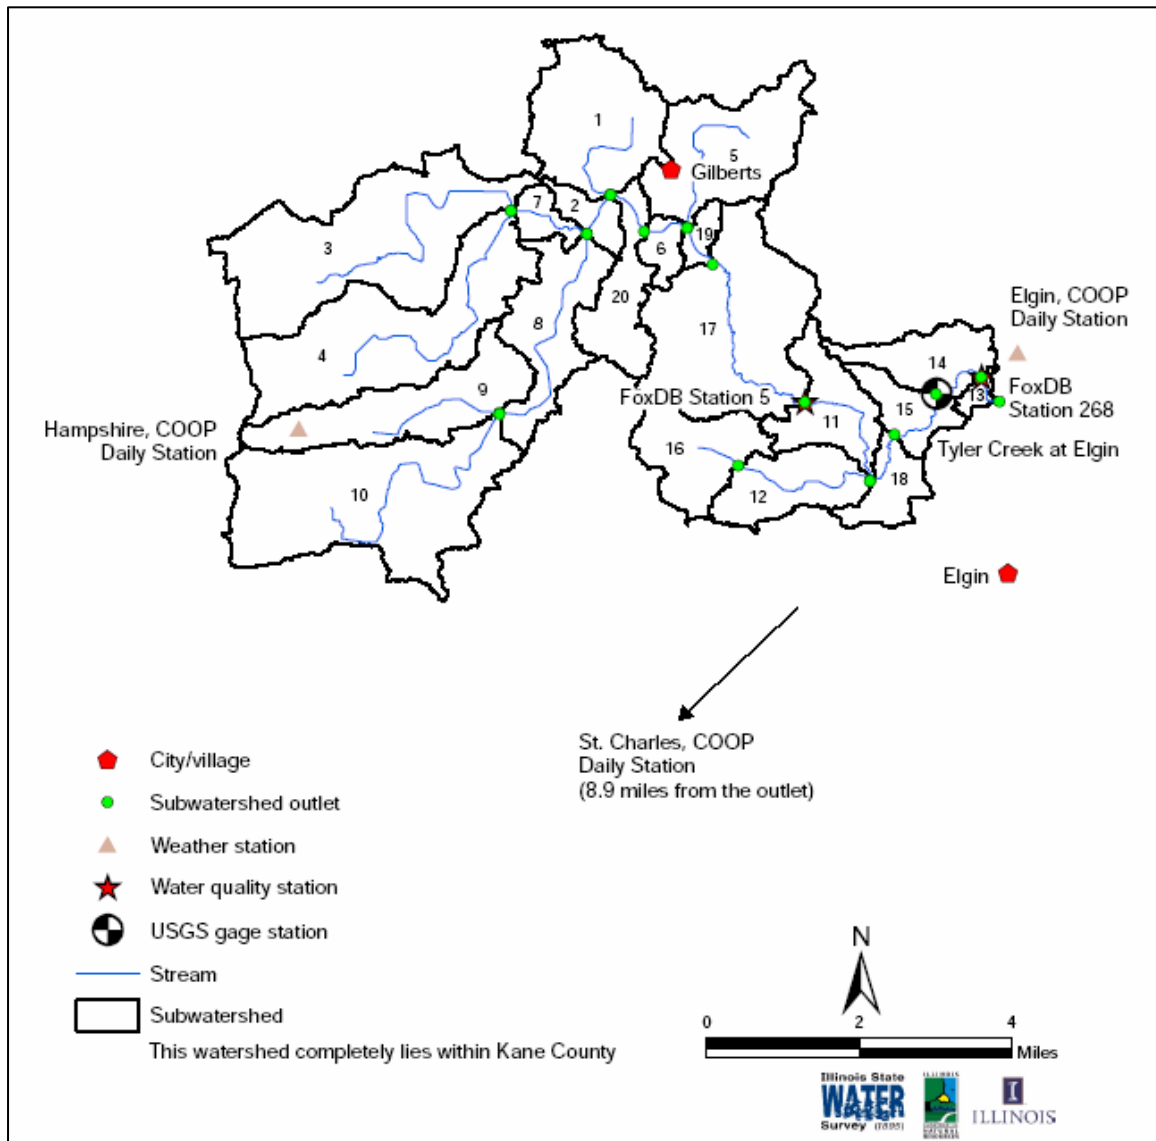 1
5
Gilberts
7
2
3
6
19
20
Elgin, COOP
Daily Station
8
17
4
14
9
FoxDB Station 5
13
FoxDB
Station 268
15
Hampshire, COOP
Daily Station
11
16
Tyler Creek at Elgin
18
12
10
Elgin
St. Charles, COOP
Daily Station
(8.9 miles from the outlet)
City/village
Subwatershed outlet
Weather station
Water quality station
USGS gage station
Stream
Subwatershed
This watershed completely lies within Kane County
N
0 2 4
Miles
Illinois State
WATER
Survey (1895)
ILLINOIS
NATURAL
RESOURCES
I
ILLINOIS